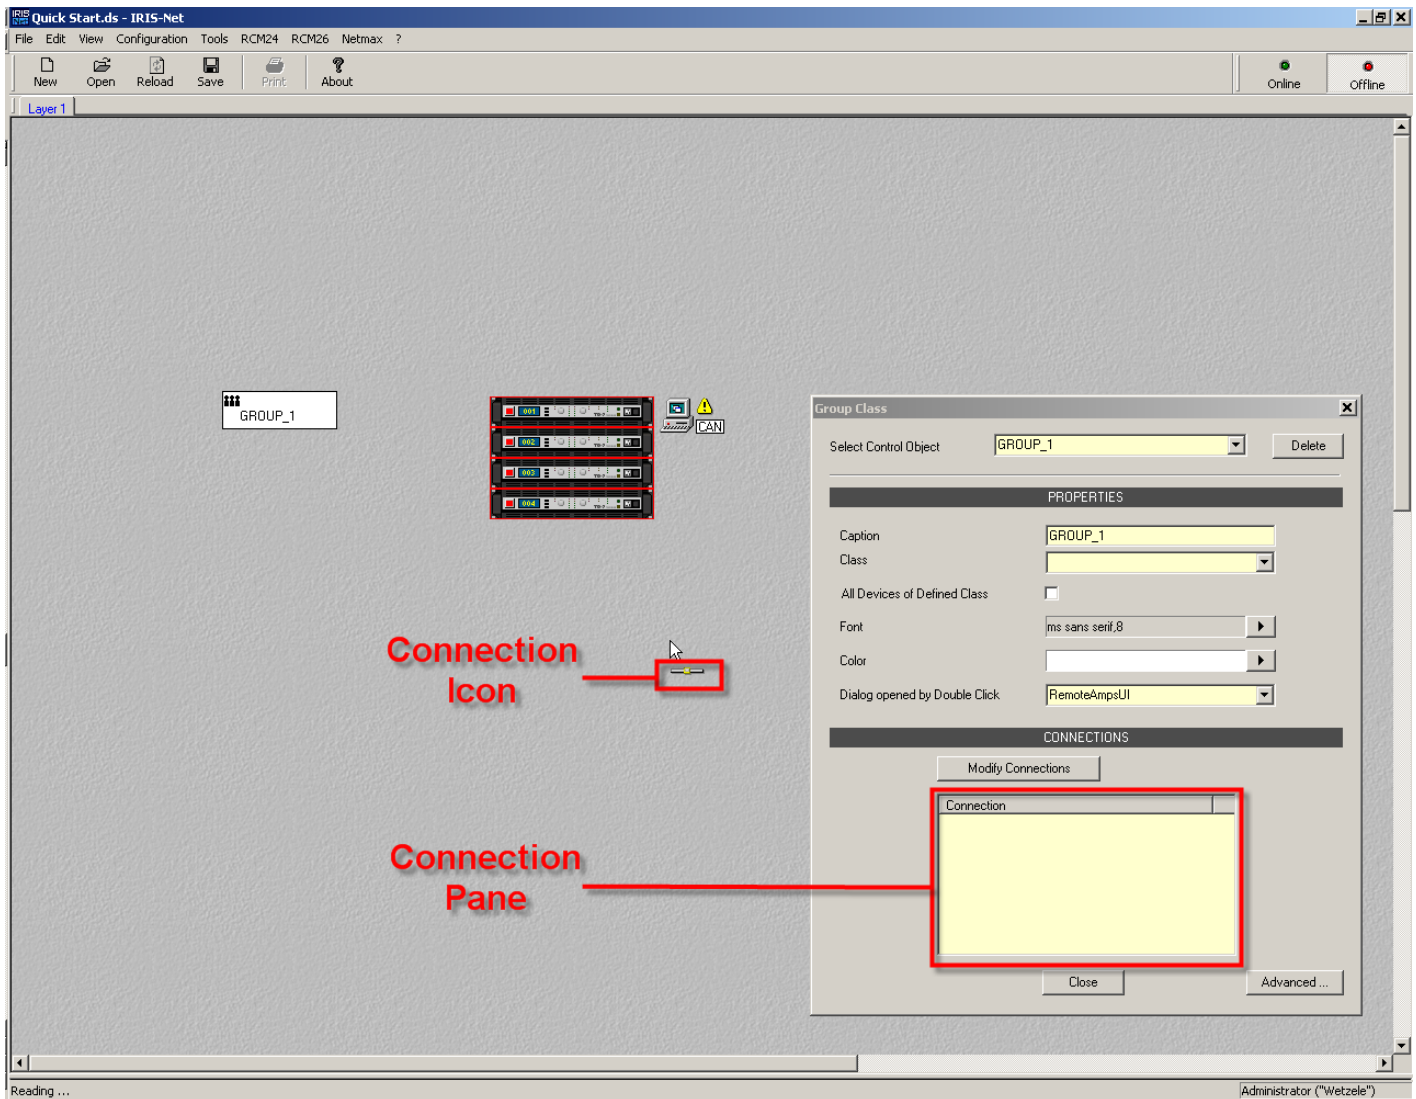 Quick Start.ds - IRIS-Net
File Edit View Configuration Tools RCM24 RCM26 Netmax ?
New Open Reload Save Print About
Online Offline
Layer 1
GROUP_1
001
002
003
004
CAN
Group Class
Select Control Object GROUP_1 Delete
PROPERTIES
Caption GROUP_1
Class
All Devices of Defined Class
Font ms sans serif,8
Color
Dialog opened by Double Click RemoteAmpsUI
CONNECTIONS
Modify Connections
Connection
Close Advanced ...
Connection
Icon
Connection
Pane
Reading ...
Administrator ("Wetzele")